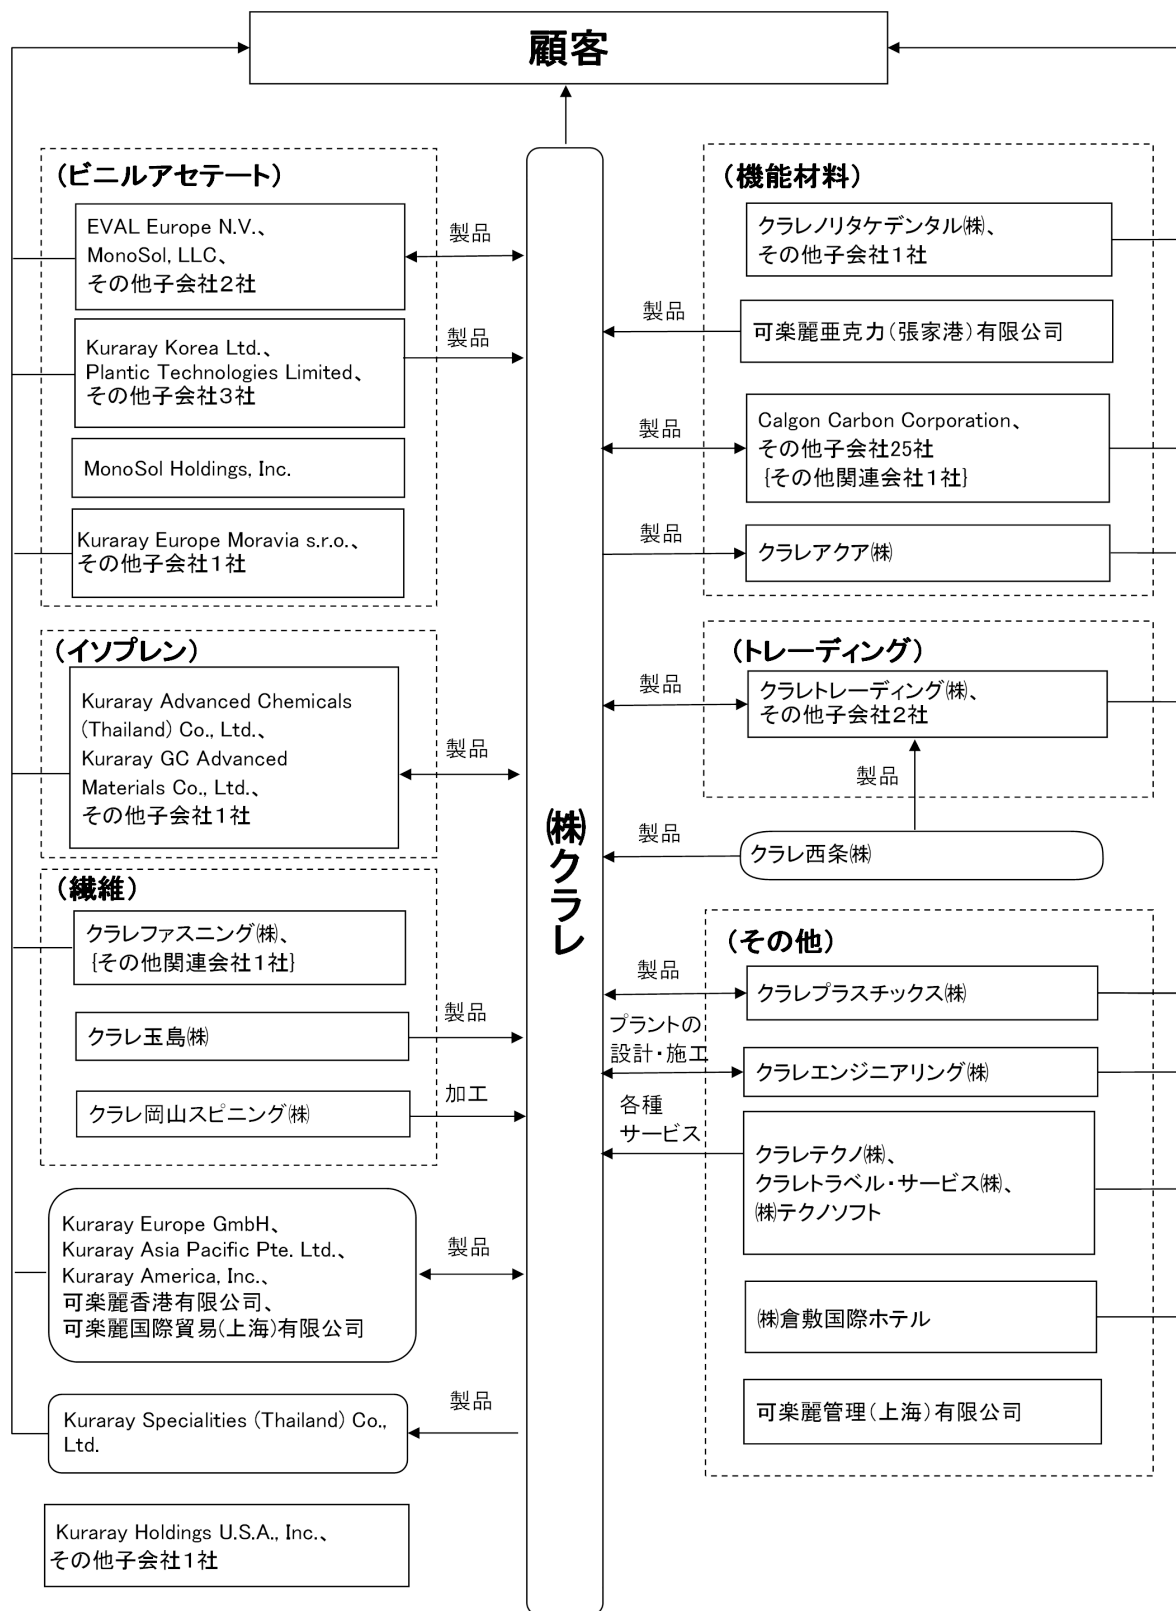 顧客
（ビニルアセテート）
EVAL Europe N.V.、
MonoSol, LLC、
その他子会社２社
製品
Kuraray Korea Ltd.、
Plantic Technologies Limited、
その他子会社３社
製品
MonoSol Holdings, Inc.
Kuraray Europe Moravia s.r.o.、
その他子会社１社
（イソプレン）
Kuraray Advanced Chemicals
(Thailand) Co., Ltd.、
Kuraray GC Advanced
Materials Co., Ltd.、
その他子会社１社
製品
（繊維）
クラレファスニング㈱、
{その他関連会社１社}
クラレ玉島㈱
製品
クラレ岡山スピニング㈱
加工
Kuraray Europe GmbH、
Kuraray Asia Pacific Pte. Ltd.、
Kuraray America, Inc.、
可楽麗香港有限公司、
可楽麗国際貿易(上海)有限公司
製品
Kuraray Specialities (Thailand) Co.,
Ltd.
製品
Kuraray Holdings U.S.A., Inc.、
その他子会社１社
㈱クラレ
（機能材料）
クラレノリタケデンタル㈱、
その他子会社１社
製品
可楽麗亜克力（張家港）有限公司
製品
Calgon Carbon Corporation、
その他子会社25社
{その他関連会社１社}
製品
クラレアクア㈱
（トレーディング）
製品
クラレトレーディング㈱、
その他子会社２社
製品
製品
クラレ西条㈱
（その他）
製品
クラレプラスチックス㈱
プラントの
設計・施工
クラレエンジニアリング㈱
各種
サービス
クラレテクノ㈱、
クラレトラベル・サービス㈱、
㈱テクノソフト
㈱倉敷国際ホテル
可楽麗管理（上海）有限公司